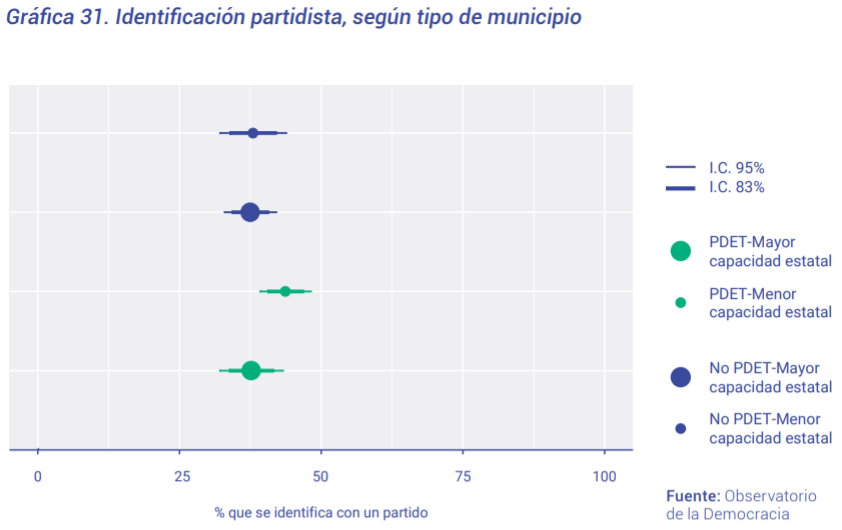 Gráfica 31. Identificación partidista, según tipo de municipio
I.C. 95%
I.C. 83%
PDET-Mayor
capacidad estatal
PDET-Menor
capacidad estatal
No PDET-Mayor
capacidad estatal
No PDET-Menor
capacidad estatal
0 25 50 75 100
% que se identifica con un partido
Fuente: Observatorio
de la Democracia